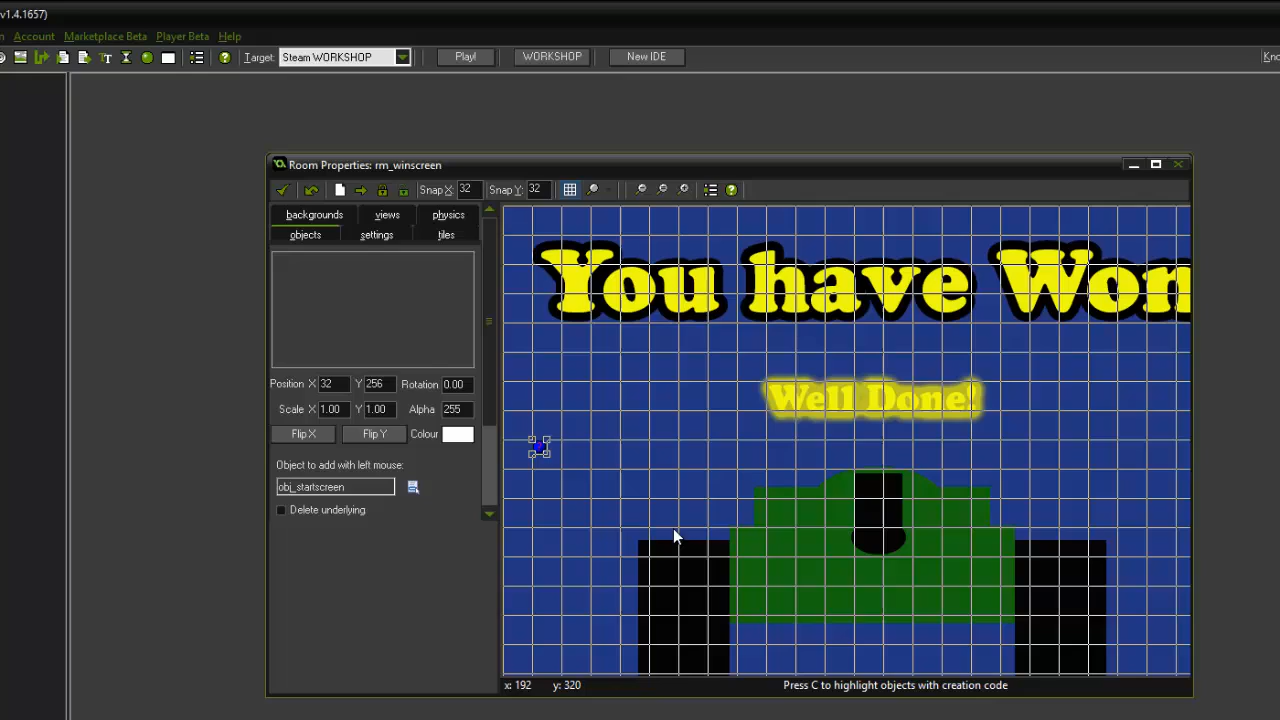 v1.4.1657)
Account Marketplace Beta Player Beta Help
Target: Steam WORKSHOP Play! WORKSHOP New IDE
Room Properties: rm_winscreen
Snap X: 32 Snap Y: 32
backgrounds views physics
objects settings tiles
You have Won
Well Done!
Position X 32 Y 256 Rotation 0.00
Scale X 1.00 Y 1.00 Alpha 255
Flip X Flip Y Colour
Object to add with left mouse:
obj_startscreen
Delete underlying
x: 192 y: 320 Press C to highlight objects with creation code